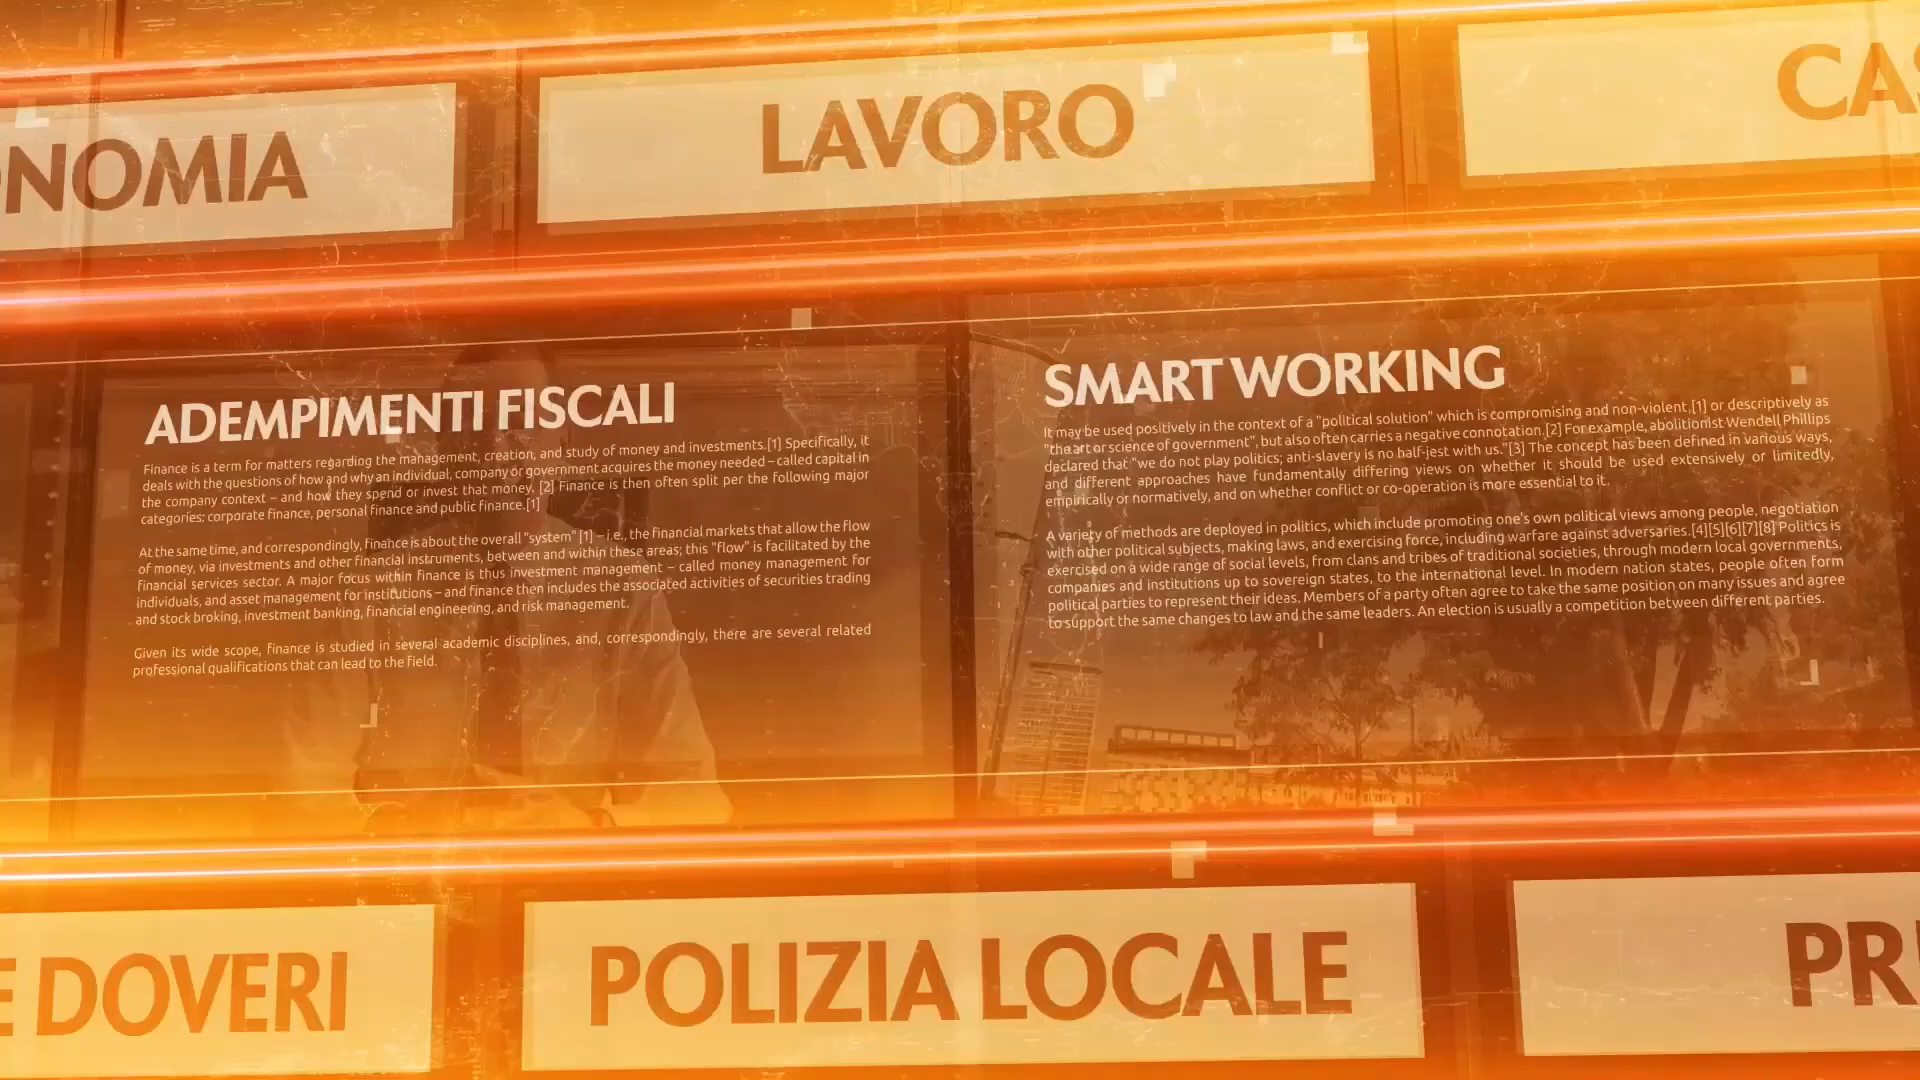 LAVORO
ADEMPIMENTI FISCALI
Finance is a term for matters regarding the management, creation, and study of money and investments.[1] Specifically, it
deals with the questions of how and why an individual, company or government acquires the money needed – called capital in
the company context – and how they spend or invest that money. [2] Finance is then often split per the following major
categories: corporate finance, personal finance and public finance.[1]
At the same time, and correspondingly, finance is about the overall "system" [1] – i.e., the financial markets that allow the flow
of money, via investments and other financial instruments, between and within these areas; this "flow" is facilitated by the
financial services sector. A major focus within finance is thus investment management – called money management for
individuals, and asset management for institutions – and finance then includes the associated activities of securities trading
and stock broking, investment banking, financial engineering, and risk management.
Given its wide scope, finance is studied in several academic disciplines, and, correspondingly, there are several related
professional qualifications that can lead to the field.
SMART WORKING
It may be used positively in the context of a "political solution" which is compromising and non-violent,[1] or descriptively as
"the art or science of government", but also often carries a negative connotation.[2] For example, abolitionist Wendell Phillips
declared that "we do not play politics; anti-slavery is no half-jest with us."[3] The concept has been defined in various ways,
and different approaches have fundamentally differing views on whether it should be used extensively or limitedly,
empirically or normatively, and on whether conflict or co-operation is more essential to it.
A variety of methods are deployed in politics, which include promoting one's own political views among people, negotiation
with other political subjects, making laws, and exercising force, including warfare against adversaries.[4][5][6][7][8] Politics is
exercised on a wide range of social levels, from clans and tribes of traditional societies, through modern local governments,
companies and institutions up to sovereign states, to the international level. In modern nation states, people often form
political parties to represent their ideas. Members of a party often agree to take the same position on many issues and agree
to support the same changes to law and the same leaders. An election is usually a competition between different parties.
E DOVERI
POLIZIA LOCALE